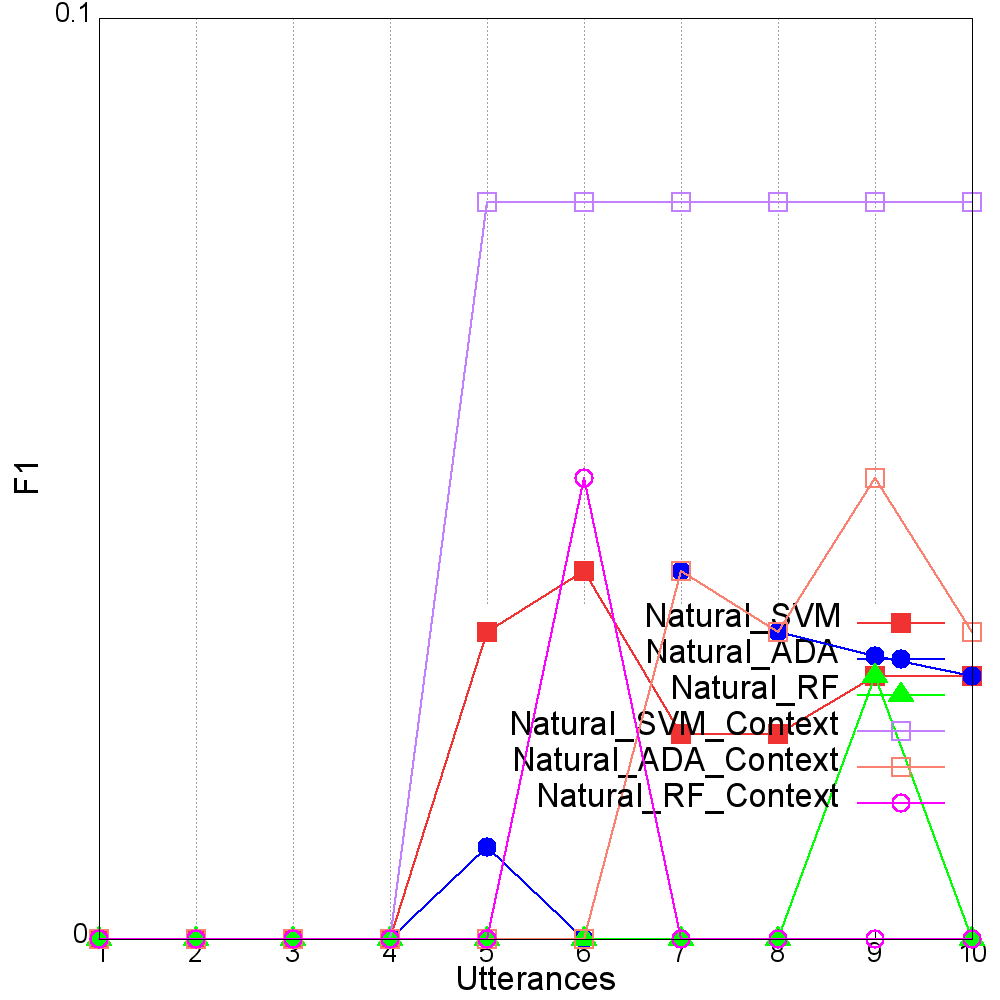 0.1
F1
Natural_SVM
Natural_ADA
Natural_RF
Natural_SVM_Context
Natural_ADA_Context
Natural_RF_Context
0
1 2 3 4 5 6 7 8 9 10
Utterances